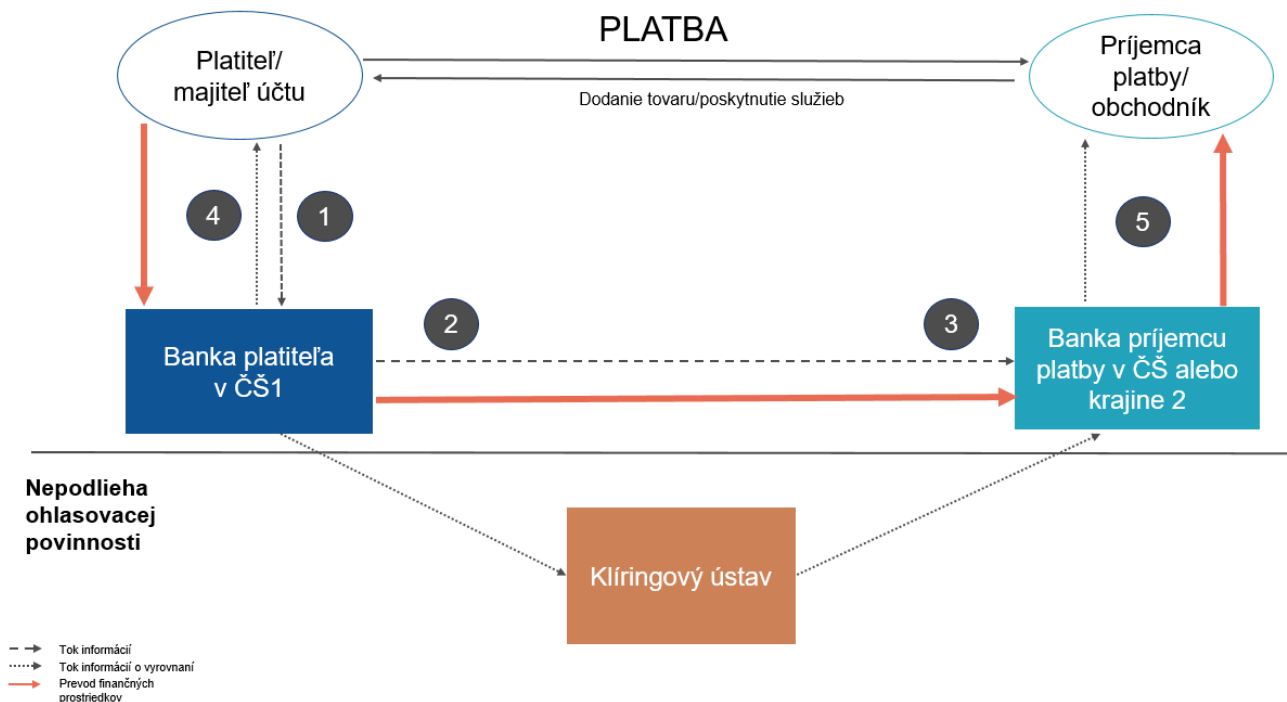 PLATBA
Platiteľ/
majiteľ účtu
Príjemca
platby/
obchodník
Dodanie tovaru/poskytnutie služieb
4
1
5
2
3
Banka platiteľa
v ČŠ1
Banka príjemcu
platby v ČŠ alebo
krajine 2
Nepodlieha
ohlasovacej
povinnosti
Klíringový ústav
Tok informácií
Tok informácií o vyrovnaní
Prevod finančných
prostriedkov